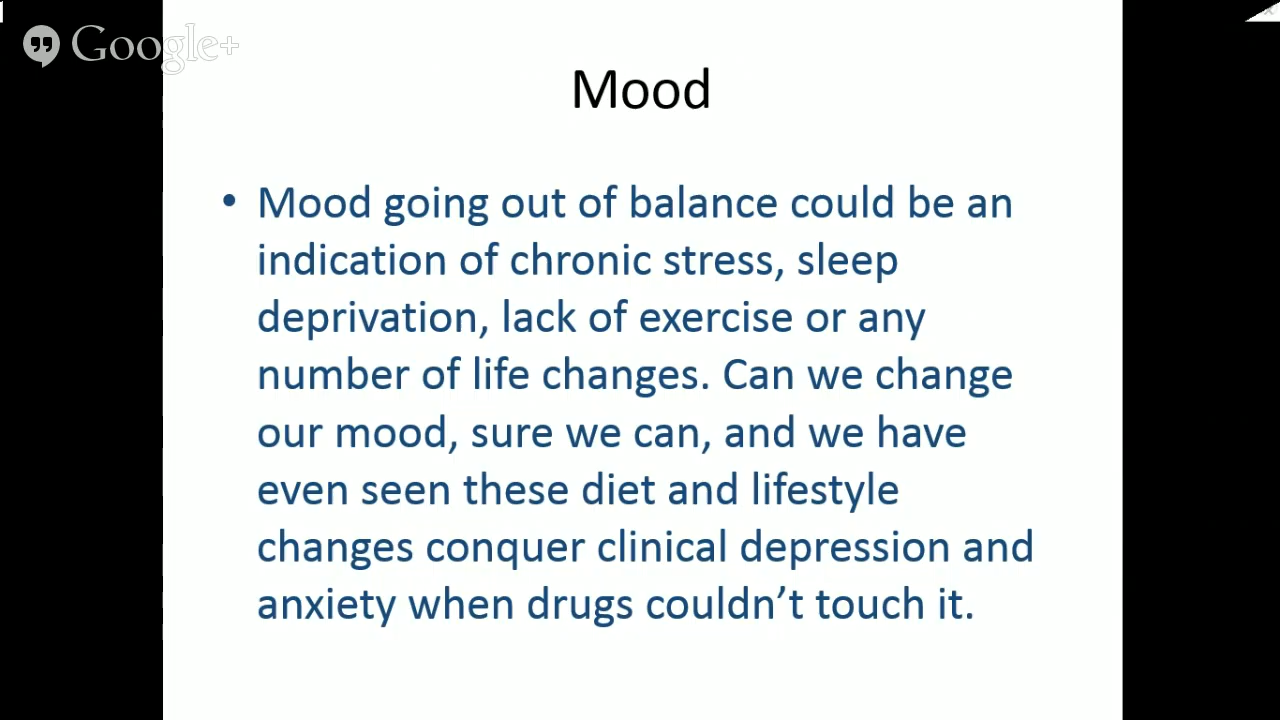 Google+
Mood
• Mood going out of balance could be an
indication of chronic stress, sleep
deprivation, lack of exercise or any
number of life changes. Can we change
our mood, sure we can, and we have
even seen these diet and lifestyle
changes conquer clinical depression and
anxiety when drugs couldn’t touch it.